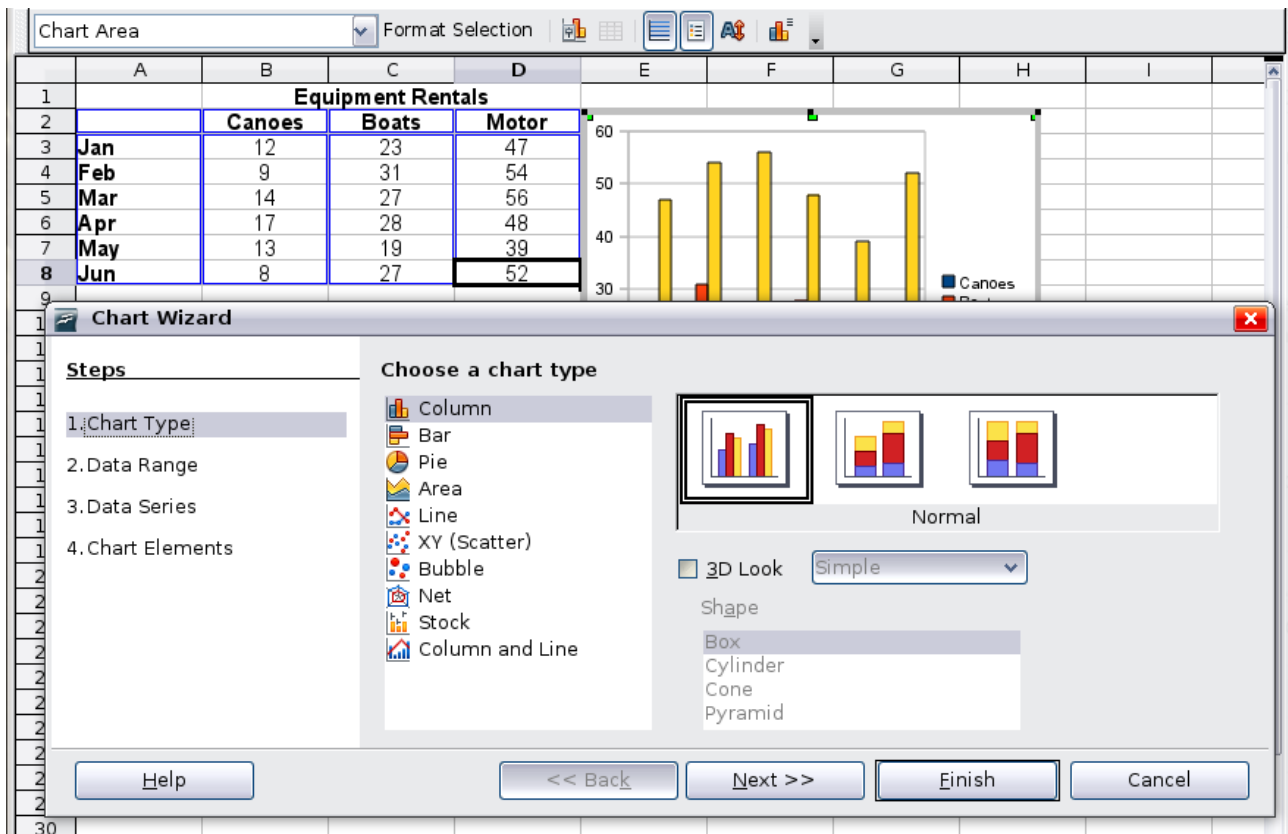 Chart Area Format Selection
A B C D E F G H I
1 Equipment Rentals
2 Canoes Boats Motor
3 Jan 12 23 47
4 Feb 9 31 54
5 Mar 14 27 56
6 Apr 17 28 48
7 May 13 19 39
8 Jun 8 27 52
9
60
50
40
30
Canoes
Chart Wizard
Steps
1.Chart Type
2.Data Range
3.Data Series
4.Chart Elements
Choose a chart type
Column
Bar
Pie
Area
Line
XY (Scatter)
Bubble
Net
Stock
Column and Line
Normal
3D Look Simple
Shape
Box
Cylinder
Cone
Pyramid
Help << Back Next >> Finish Cancel
30